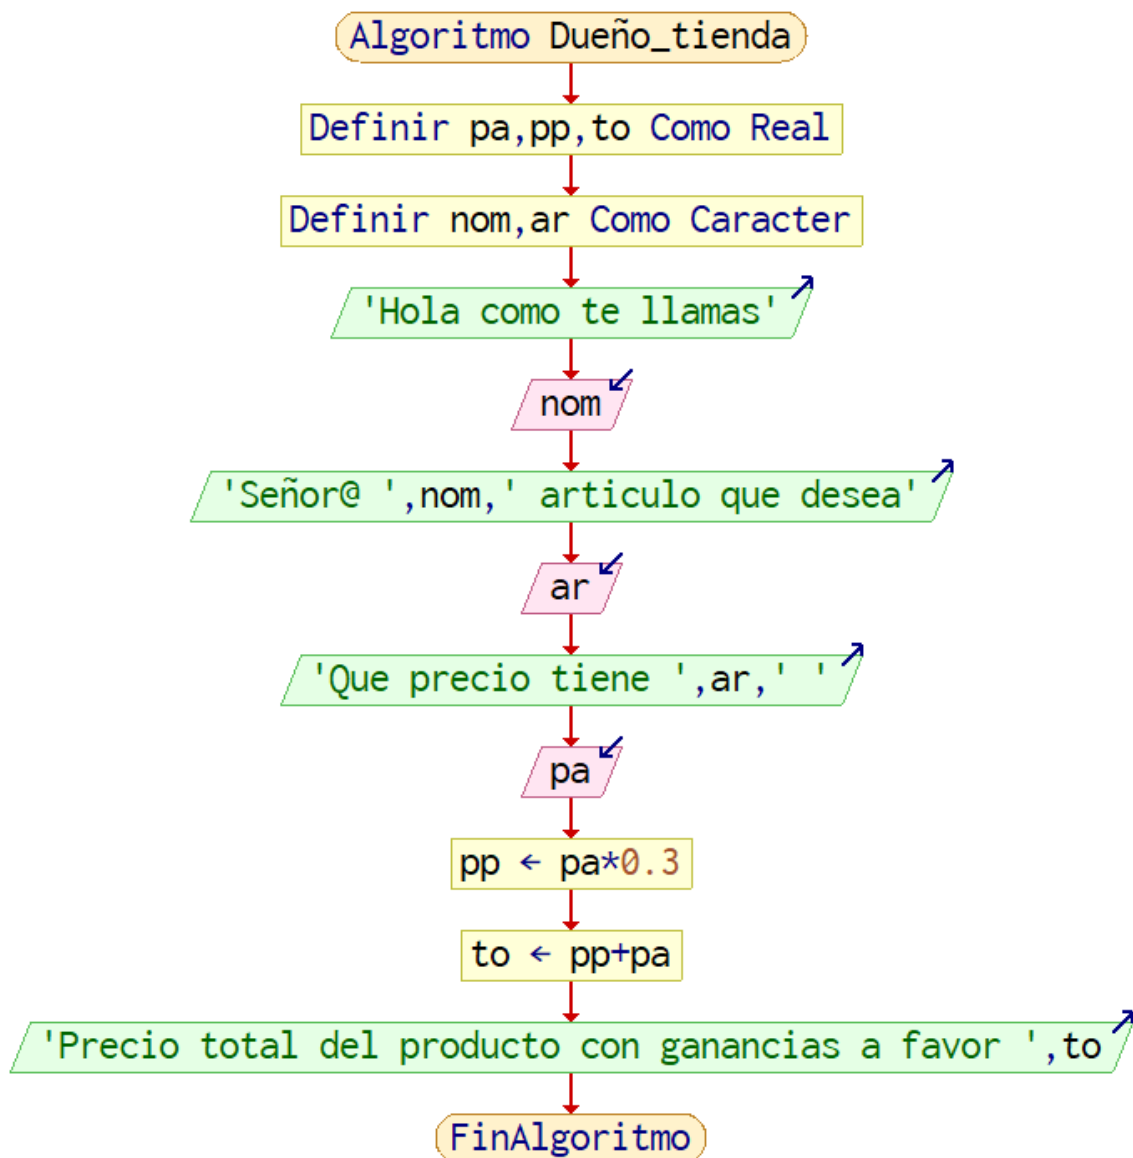 Algoritmo Dueño_tienda
Definir pa,pp,to Como Real
Definir nom,ar Como Caracter
'Hola como te llamas'
nom
'Señor@ ',nom,' articulo que desea'
ar
'Que precio tiene ',ar,' '
pa
pp ← pa*0.3
to ← pp+pa
'Precio total del producto con ganancias a favor ',to
FinAlgoritmo